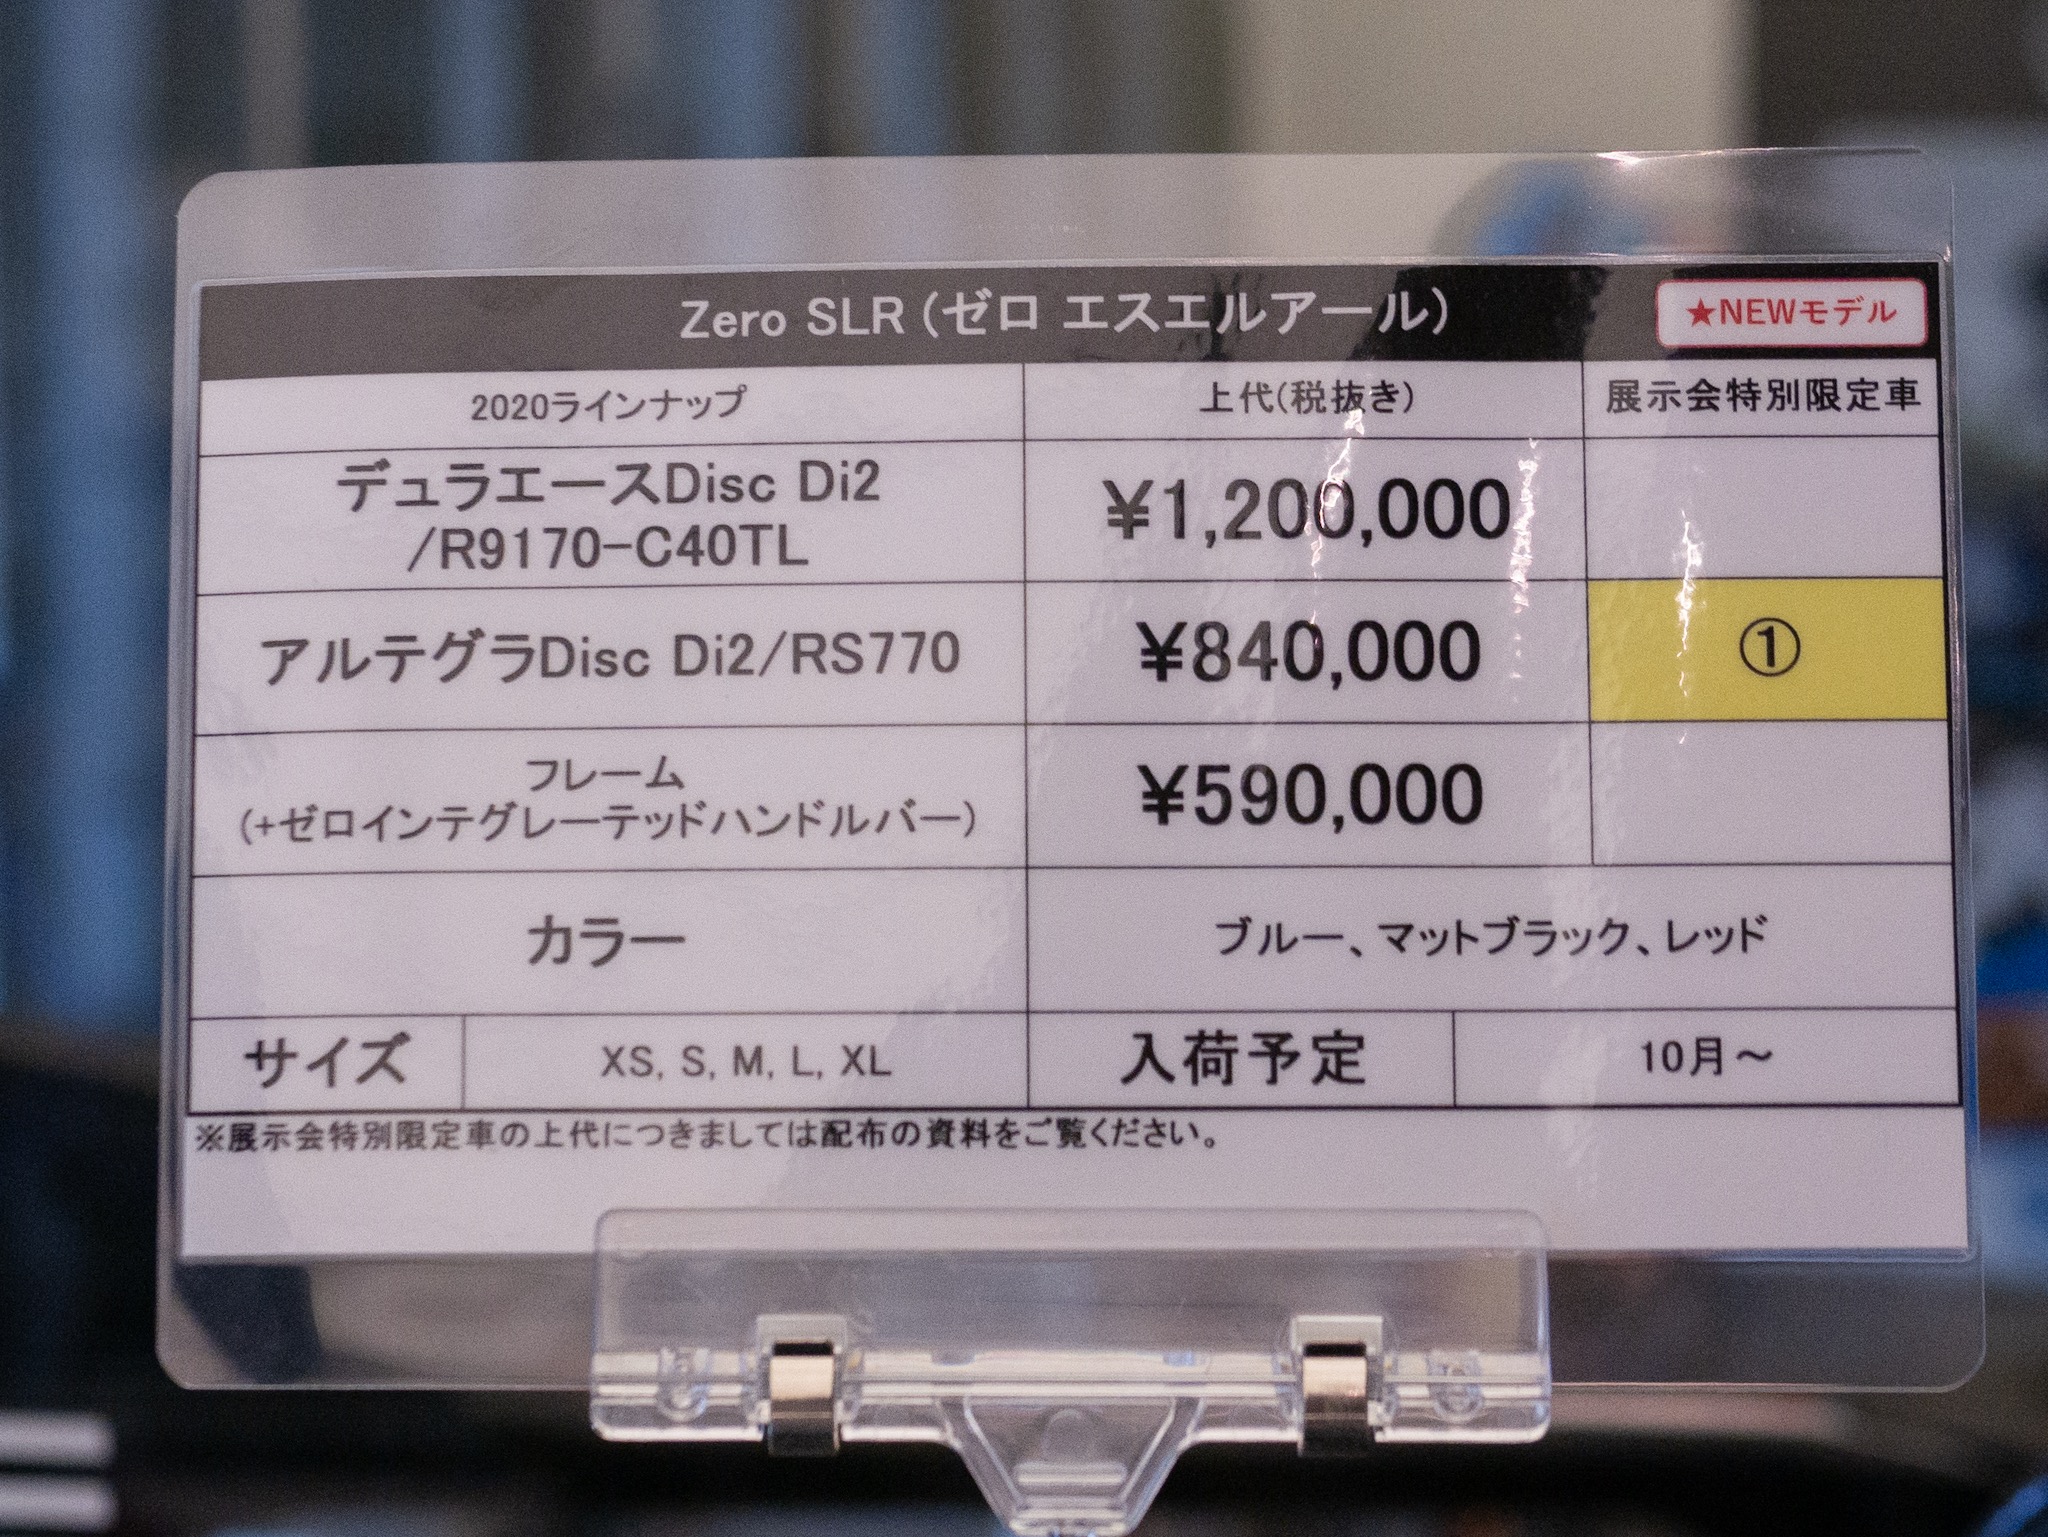 Zero SLR (ゼロ エスエルアール)
★NEWモデル
2020ラインナップ
上代(税抜き)
展示会特別限定車
デュラエースDisc Di2
/R9170-C40TL
¥1,200,000
アルテグラDisc Di2/RS770
¥840,000
①
フレーム
(+ゼロインテグレーテッドハンドルバー)
¥590,000
カラー
ブルー、マットブラック、レッド
サイズ
XS, S, M, L, XL
入荷予定
10月～
※展示会特別限定車の上代につきましては配布の資料をご覧ください。